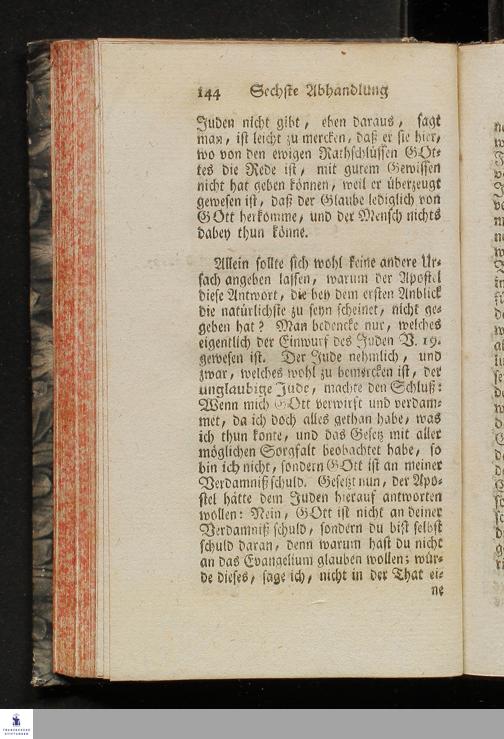 144 Sechste Abhandlung
Juden nicht gibt, eben daraus, sagt
man, ist leicht zu mercken, daß er sie hier,
wo von den ewigen Rathschlüssen GOt-
tes die Rede ist, mit gutem Gewissen
nicht hat geben können, weil er überzeugt
gewesen ist, daß der Glaube lediglich von
GOtt herkomme, und der Mensch nichts
dabey thun könne.
Allein sollte sich wohl keine andere Ur-
sach angeben lassen, warum der Apostel
diese Antwort, die bey dem ersten Anblick
die natürlichste zu seyn scheinet, nicht ge-
geben hat? Man bedencke nur, welches
eigentlich der Einwurf des Juden V. 19.
gewesen ist. Der Jude nehmlich, und
zwar, welches wohl zu bemercken ist, der
unglaubige Jude, machte den Schluß:
Wenn mich GOtt verwirft und verdam-
met, da ich doch alles gethan habe, was
ich thun konte, und das Gesetz mit aller
möglichen Sorgfalt beobachtet habe, so
bin ich nicht, sondern GOtt ist an meiner
Verdamniß schuld. Gesetzt nun, der Apo-
stel hätte dem Juden hierauf antworten
wollen: Nein, GOtt ist nicht an deiner
Verdamniß schuld, sondern du bist selbst
schuld daran, denn warum hast du nicht
an das Evangelium glauben wollen; wür-
de dieses, sage ich, nicht in der That ei-
ne
FRANCKESCHE
STIFTUNGEN